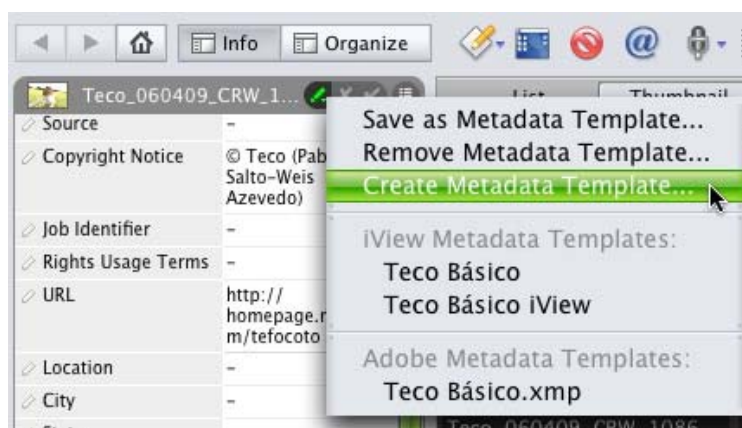 Info
Organize
Teco_060409_CRW_1...
List
Thumbnail
Source
–
Copyright Notice
© Teco (Pab
Salto-Weis
Azevedo)
Job Identifier
–
Rights Usage Terms
–
URL
http://
homepage.
m/tefocoto
Location
–
City
–
Save as Metadata Template...
Remove Metadata Template...
Create Metadata Template...
iView Metadata Templates:
Teco Básico
Teco Básico iView
Adobe Metadata Templates:
Teco Básico.xmp
Teco_060409_CRW_1086